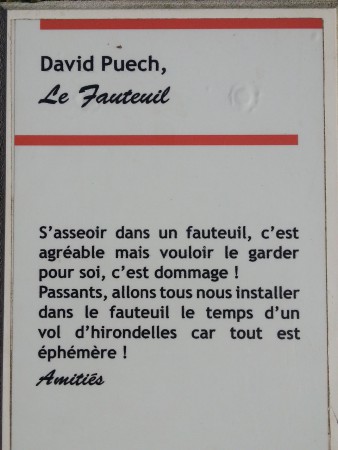 David Puech,
Le Fauteuil
S'asseoir dans un fauteuil, c'est
agréable mais vouloir le garder
pour soi, c'est dommage !
Passants, allons tous nous installer
dans le fauteuil le temps d'un
vol d'hirondelles car tout est
éphémère !
Amitiés